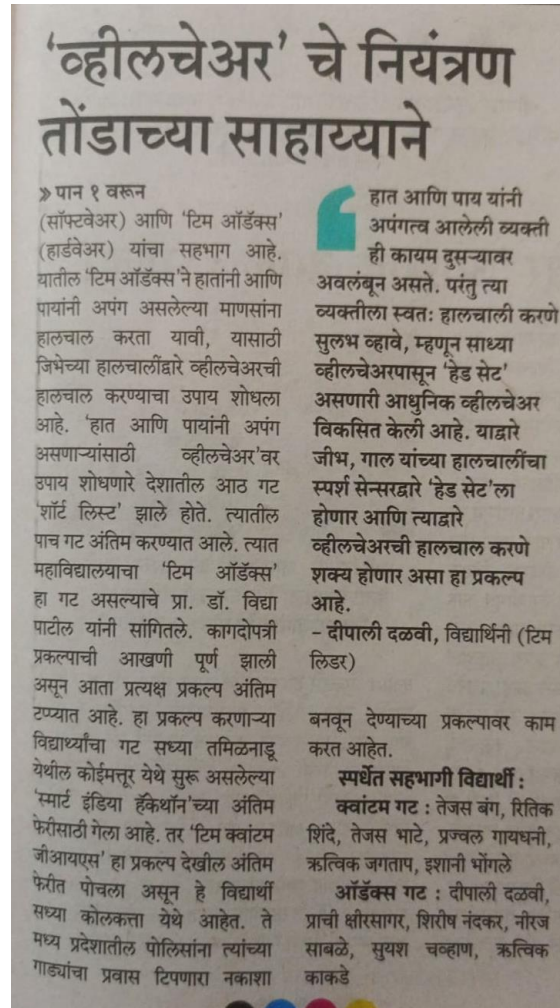 ‘व्हीलचेअर’ चे नियंत्रण
तोंडाच्या साहाय्याने
» पान १ वरून
(सॉफ्टवेअर) आणि ‘टिम ऑडॅक्स’
(हार्डवेअर) यांचा सहभाग आहे.
यातील ‘टिम ऑडॅक्स’ने हातांनी आणि
पायांनी अपंग असलेल्या माणसांना
हालचाल करता यावी, यासाठी
जिभेच्या हालचालींद्वारे व्हीलचेअरची
हालचाल करण्याचा उपाय शोधला
आहे. ‘हात आणि पायांनी अपंग
असणाऱ्यांसाठी व्हीलचेअर’वर
उपाय शोधणारे देशातील आठ गट
‘शॉर्ट लिस्ट’ झाले होते. त्यातील
पाच गट अंतिम करण्यात आले. त्यात
महाविद्यालयाचा ‘टिम ऑडॅक्स’
हा गट असल्याचे प्रा. डॉ. विद्या
पाटील यांनी सांगितले. कागदोपत्री
प्रकल्पाची आखणी पूर्ण झाली
असून आता प्रत्यक्ष प्रकल्प अंतिम
टप्प्यात आहे. हा प्रकल्प करणाऱ्या
विद्यार्थ्यांचा गट सध्या तमिळनाडू
येथील कोईमत्तूर येथे सुरू असलेल्या
‘स्मार्ट इंडिया हॅकेथॉन’च्या अंतिम
फेरीसाठी गेला आहे. तर ‘टिम क्वांटम
जीआयएस’ हा प्रकल्प देखील अंतिम
फेरीत पोचला असून हे विद्यार्थी
सध्या कोलकत्ता येथे आहेत. ते
मध्य प्रदेशातील पोलिसांना त्यांच्या
गाड्यांचा प्रवास टिपणारा नकाशा
हात आणि पाय यांनी
अपंगत्व आलेली व्यक्ती
ही कायम दुसऱ्यावर
अवलंबून असते. परंतु त्या
व्यक्तीला स्वतः हालचाली करणे
सुलभ व्हावे, म्हणून साध्या
व्हीलचेअरपासून ‘हेड सेट’
असणारी आधुनिक व्हीलचेअर
विकसित केली आहे. याद्वारे
जीभ, गाल यांच्या हालचालींचा
स्पर्श सेन्सरद्वारे ‘हेड सेट’ला
होणार आणि त्याद्वारे
व्हीलचेअरची हालचाल करणे
शक्य होणार असा हा प्रकल्प
आहे.
– दीपाली दळवी, विद्यार्थिनी (टिम
लिडर)
बनवून देण्याच्या प्रकल्पावर काम
करत आहेत.
स्पर्धेत सहभागी विद्यार्थी :
क्वांटम गट : तेजस बंग, रितिक
शिंदे, तेजस भाटे, प्रज्वल गायधनी,
ऋत्विक जगताप, इशानी भोंगले
ऑडॅक्स गट : दीपाली दळवी,
प्राची क्षीरसागर, शिरीष नंदकर, नीरज
साबळे, सुयश चव्हाण, ऋत्विक
काकडे